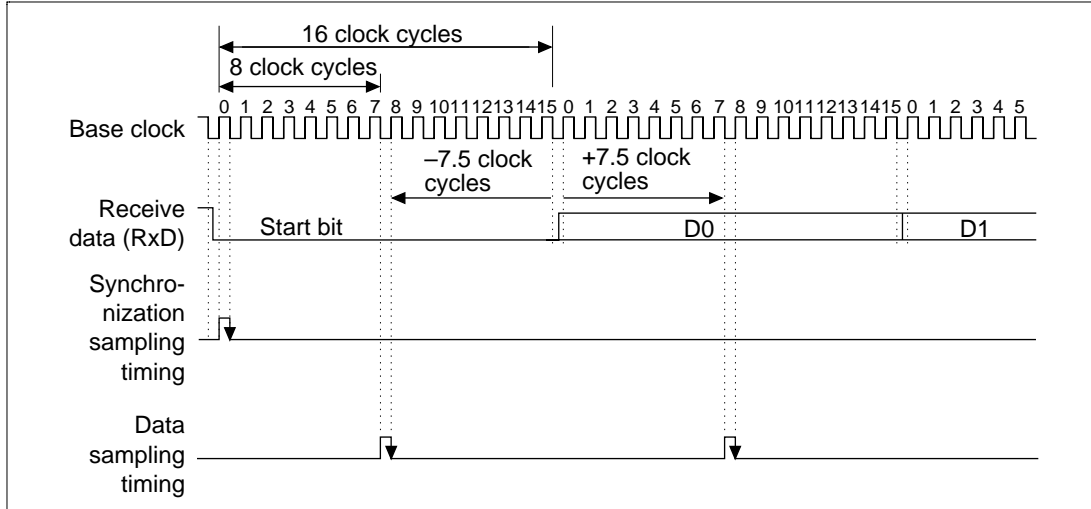 16 clock cycles
8 clock cycles
0 1 2 3 4 5 6 7 8 9 10 11 12 13 14 15 0 1 2 3 4 5 6 7 8 9 10 11 12 13 14 15 0 1 2 3 4 5
Base clock
–7.5 clock
cycles
+7.5 clock
cycles
Receive
data (RxD)
Start bit
D0
D1
Synchro-
nization
sampling
timing
Data
sampling
timing